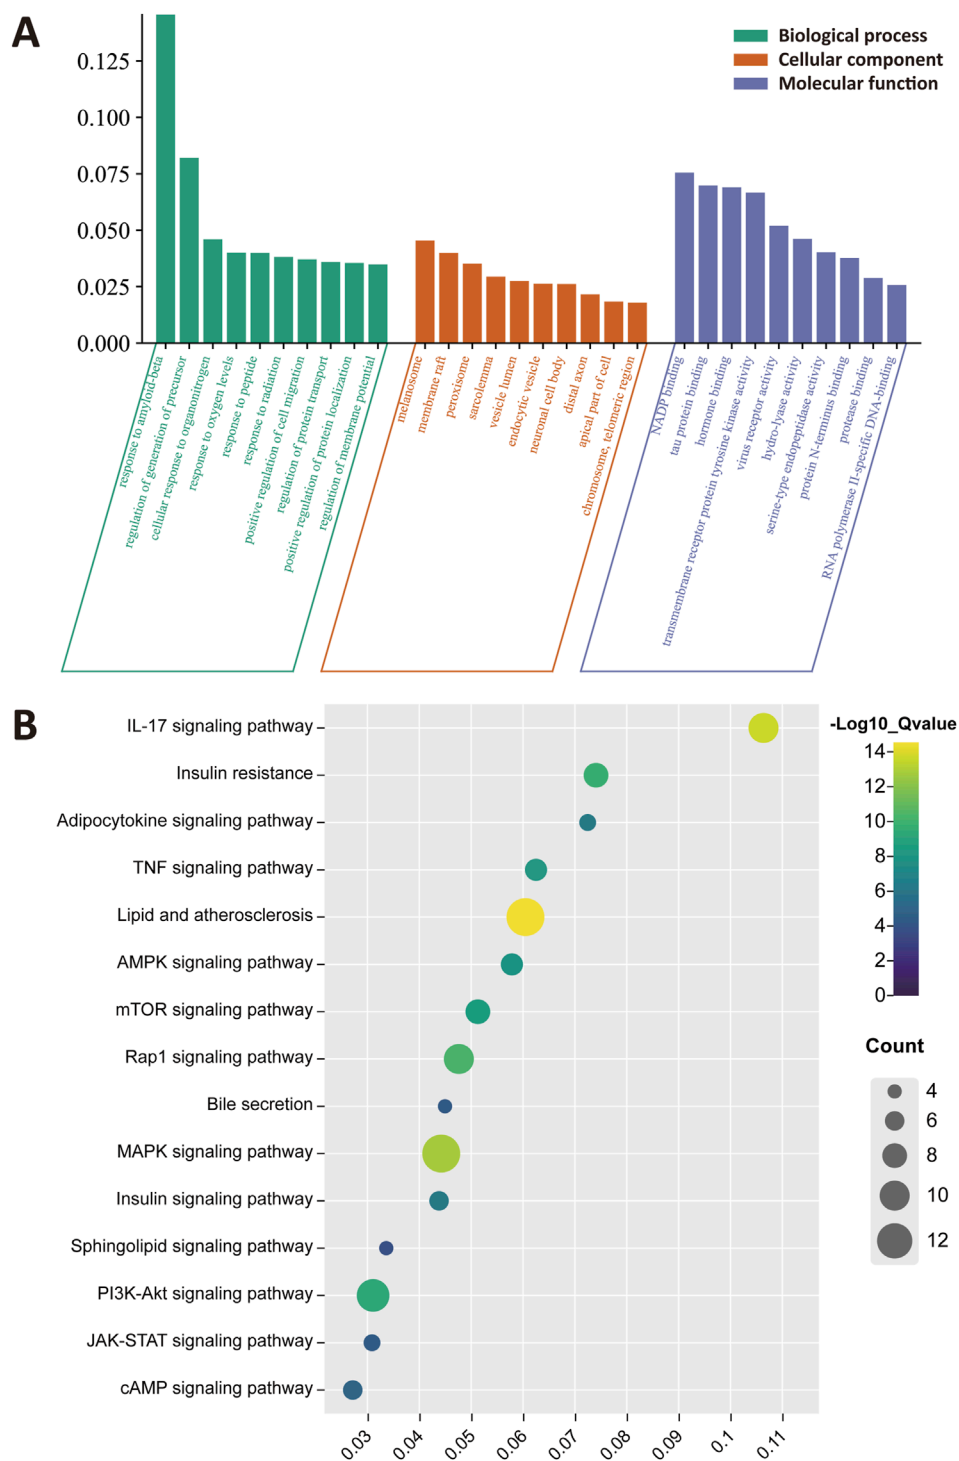 A
Biological process
Cellular component
Molecular function
0.125
0.100
0.075
0.050
0.025
0.000
response to amyloid-beta
regulation of generation of precursor
cellular response to organonitrogen
response to oxygen levels
response to peptide
response to radiation
positive regulation of cell migration
regulation of protein transport
positive regulation of protein localization
regulation of membrane potential
melanosome
membrane raft
peroxisome
sarcolemma
vesicle lumen
endocytic vesicle
neuronal cell body
distal axon
apical part of cell
chromosome, telomeric region
NADP binding
tau protein binding
hormone binding
transmembrane receptor protein tyrosine kinase activity
virus receptor activity
hydro-lyase activity
serine-type endopeptidase activity
protein N-terminus binding
protease binding
RNA polymerase II-specific DNA-binding
B
IL-17 signaling pathway
Insulin resistance
Adipocytokine signaling pathway
TNF signaling pathway
Lipid and atherosclerosis
AMPK signaling pathway
mTOR signaling pathway
Rap1 signaling pathway
Bile secretion
MAPK signaling pathway
Insulin signaling pathway
Sphingolipid signaling pathway
PI3K-Akt signaling pathway
JAK-STAT signaling pathway
cAMP signaling pathway
0.03
0.04
0.05
0.06
0.07
0.08
0.09
0.1
0.11
-Log10_Qvalue
14
12
10
8
6
4
2
0
Count
4
6
8
10
12